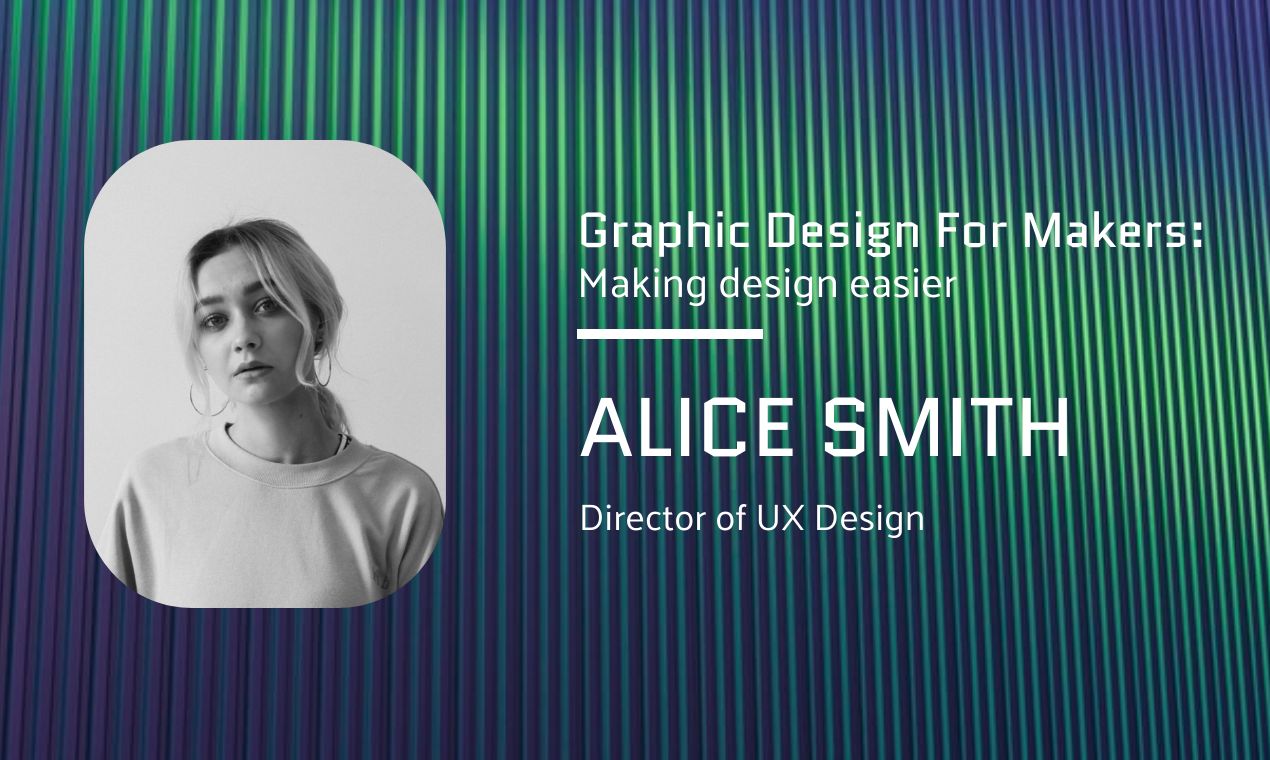 Graphic Design For Makers:
Making design easier
ALICE SMITH
Director of UX Design